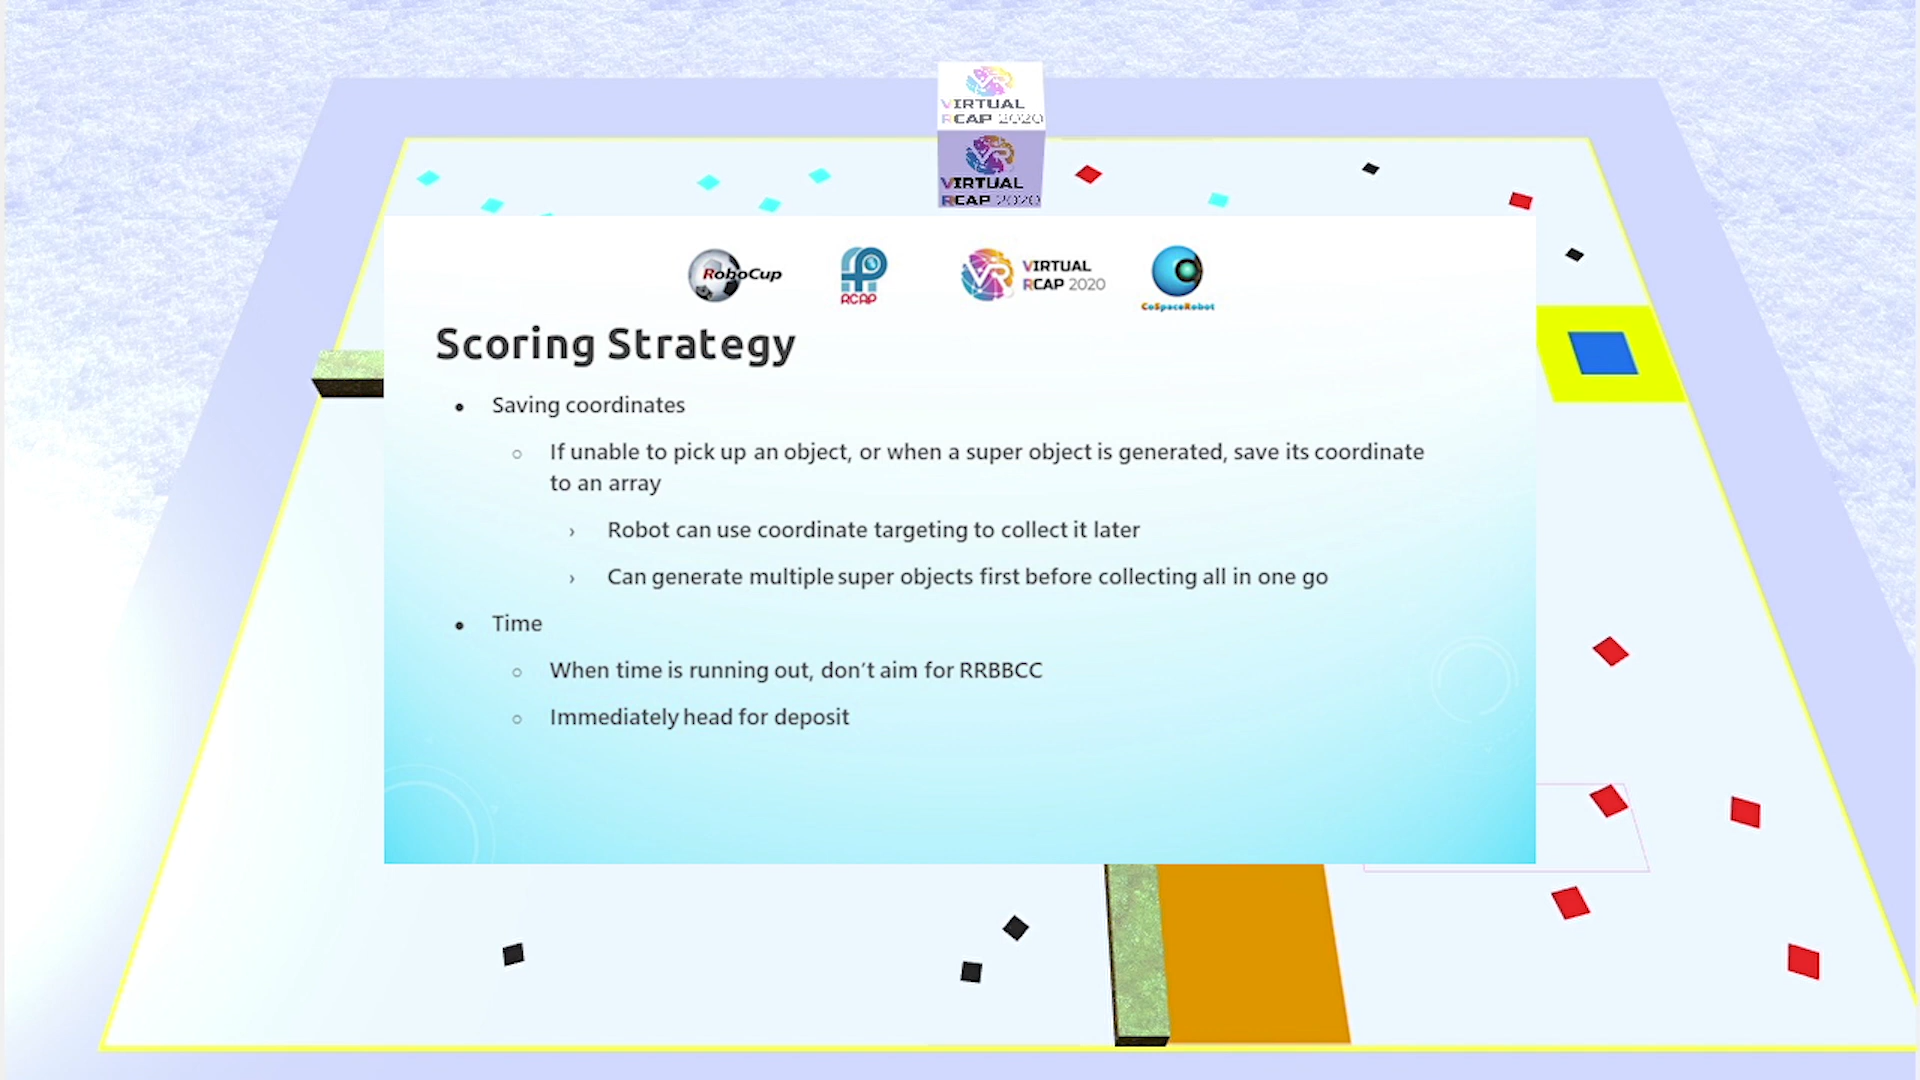 VIRTUAL
RCAP 2020
VIRTUAL
RCAP 2020
RoboCup
RCAP
VIRTUAL
RCAP 2020
CoSpaceRobot
Scoring Strategy
• Saving coordinates
○ If unable to pick up an object, or when a super object is generated, save its coordinate
to an array
› Robot can use coordinate targeting to collect it later
› Can generate multiple super objects first before collecting all in one go
• Time
○ When time is running out, don’t aim for RRBBCC
○ Immediately head for deposit